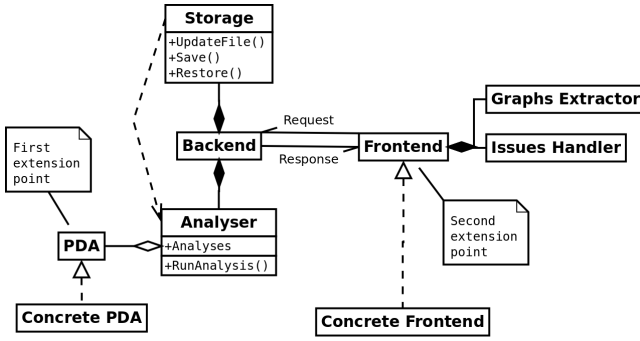 Storage
+UpdateFile()
+Save()
+Restore()
Graphs Extractor
Request
First
extension
point
Backend
Frontend
Issues Handler
Response
Analyser
+Analyses
+RunAnalysis()
Second
extension
point
PDA
Concrete PDA
Concrete Frontend